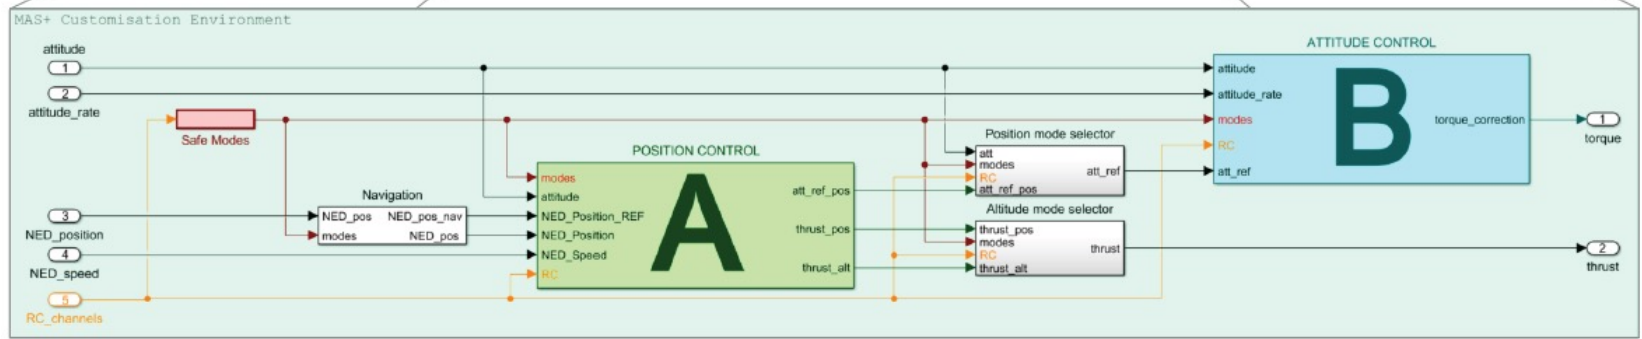 MAS+ Customisation Environment
attitude
1
2
attitude_rate
Safe Modes
3
NED_position
4
NED_speed
5
RC_channels
Navigation
NED_pos NED_pos_nav
modes NED_pos
POSITION CONTROL
modes
attitude
NED_Position_REF
NED_Position
NED_Speed
RC
A
att_ref_pos
thrust_pos
thrust_alt
Position mode selector
att
modes
RC
att_ref_pos
att_ref
Altitude mode selector
thrust_pos
modes
RC
thrust_alt
thrust
ATTITUDE CONTROL
attitude
attitude_rate
modes
RC
att_ref
B
torque_correction
1
torque
2
thrust